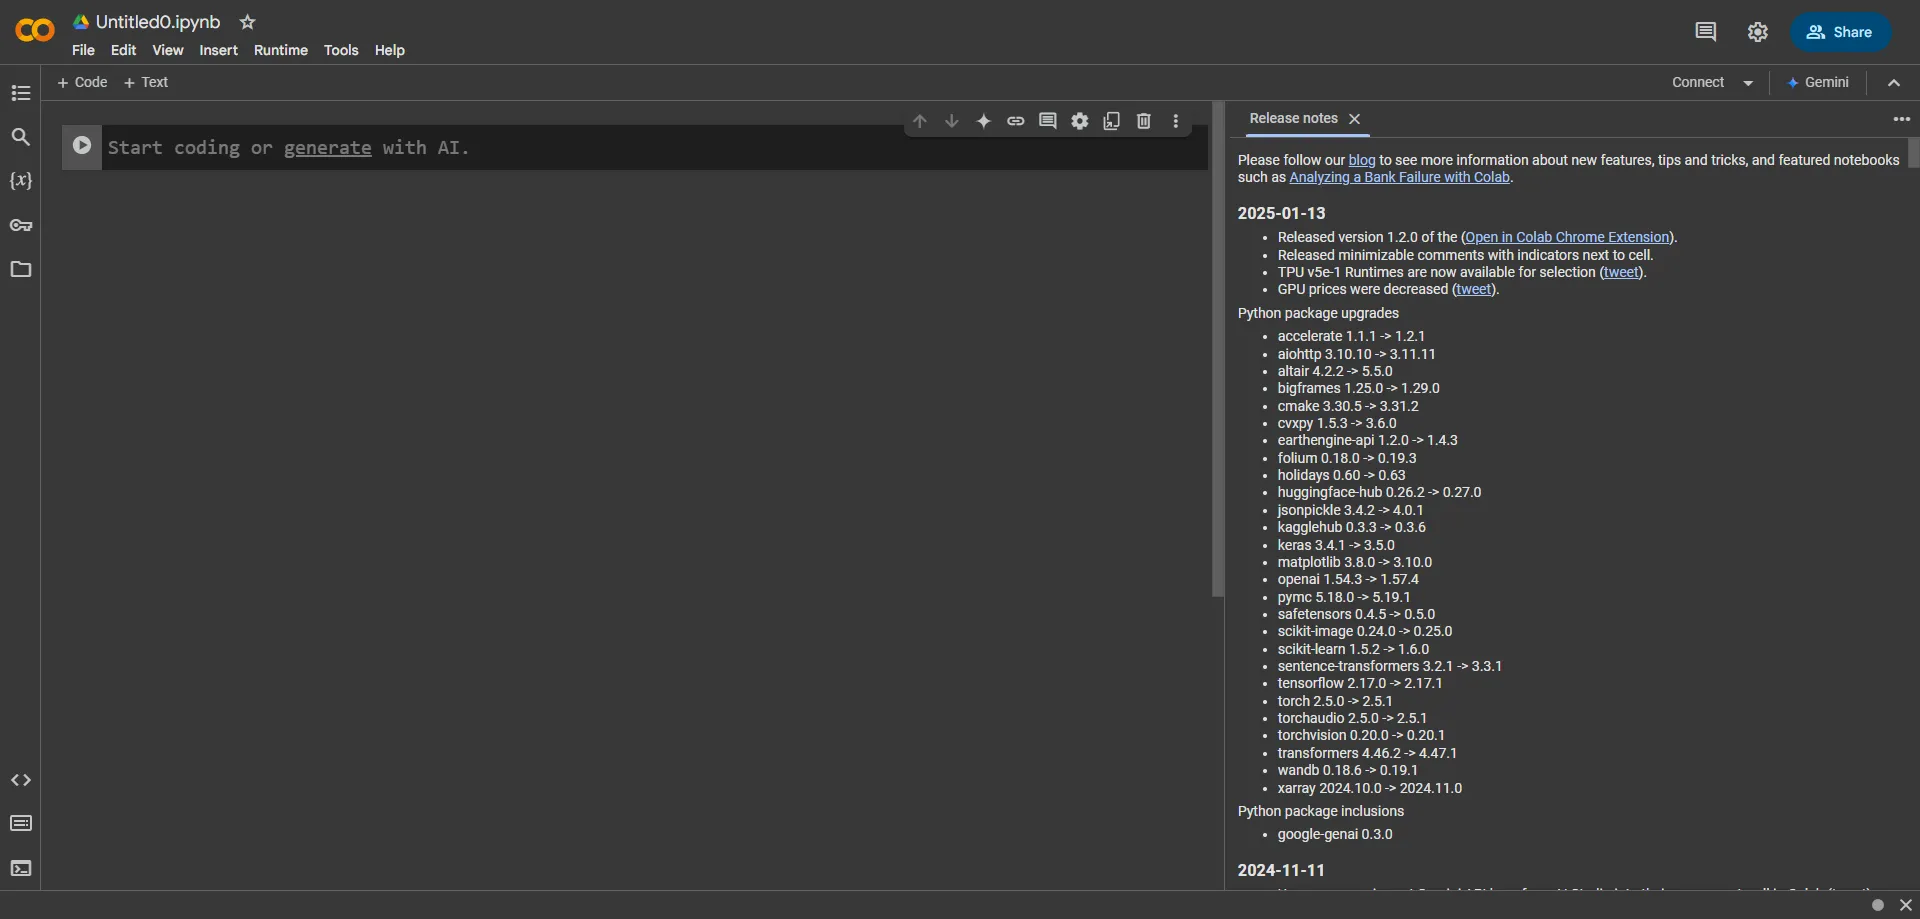 Untitled0.ipynb
File Edit View Insert Runtime Tools Help
Share
+ Code + Text
Connect
Gemini
Start coding or generate with AI.
{x}
Release notes
Please follow our blog to see more information about new features, tips and tricks, and featured notebooks
such as Analyzing a Bank Failure with Colab.
2025-01-13
• Released version 1.2.0 of the (Open in Colab Chrome Extension).
• Released minimizable comments with indicators next to cell.
• TPU v5e-1 Runtimes are now available for selection (tweet).
• GPU prices were decreased (tweet).
Python package upgrades
• accelerate 1.1.1 -> 1.2.1
• aiohttp 3.10.10 -> 3.11.11
• altair 4.2.2 -> 5.5.0
• bigframes 1.25.0 -> 1.29.0
• cmake 3.30.5 -> 3.31.2
• cvxpy 1.5.3 -> 3.6.0
• earthengine-api 1.2.0 -> 1.4.3
• folium 0.18.0 -> 0.19.3
• holidays 0.60 -> 0.63
• huggingface-hub 0.26.2 -> 0.27.0
• jsonpickle 3.4.2 -> 4.0.1
• kagglehub 0.3.3 -> 0.3.6
• keras 3.4.1 -> 3.5.0
• matplotlib 3.8.0 -> 3.10.0
• openai 1.54.3 -> 1.57.4
• pymc 5.18.0 -> 5.19.1
• safetensors 0.4.5 -> 0.5.0
• scikit-image 0.24.0 -> 0.25.0
• scikit-learn 1.5.2 -> 1.6.0
• sentence-transformers 3.2.1 -> 3.3.1
• tensorflow 2.17.0 -> 2.17.1
• torch 2.5.0 -> 2.5.1
• torchaudio 2.5.0 -> 2.5.1
• torchvision 0.20.0 -> 0.20.1
• transformers 4.46.2 -> 4.47.1
• wandb 0.18.6 -> 0.19.1
• xarray 2024.10.0 -> 2024.11.0
Python package inclusions
• google-genai 0.3.0
2024-11-11